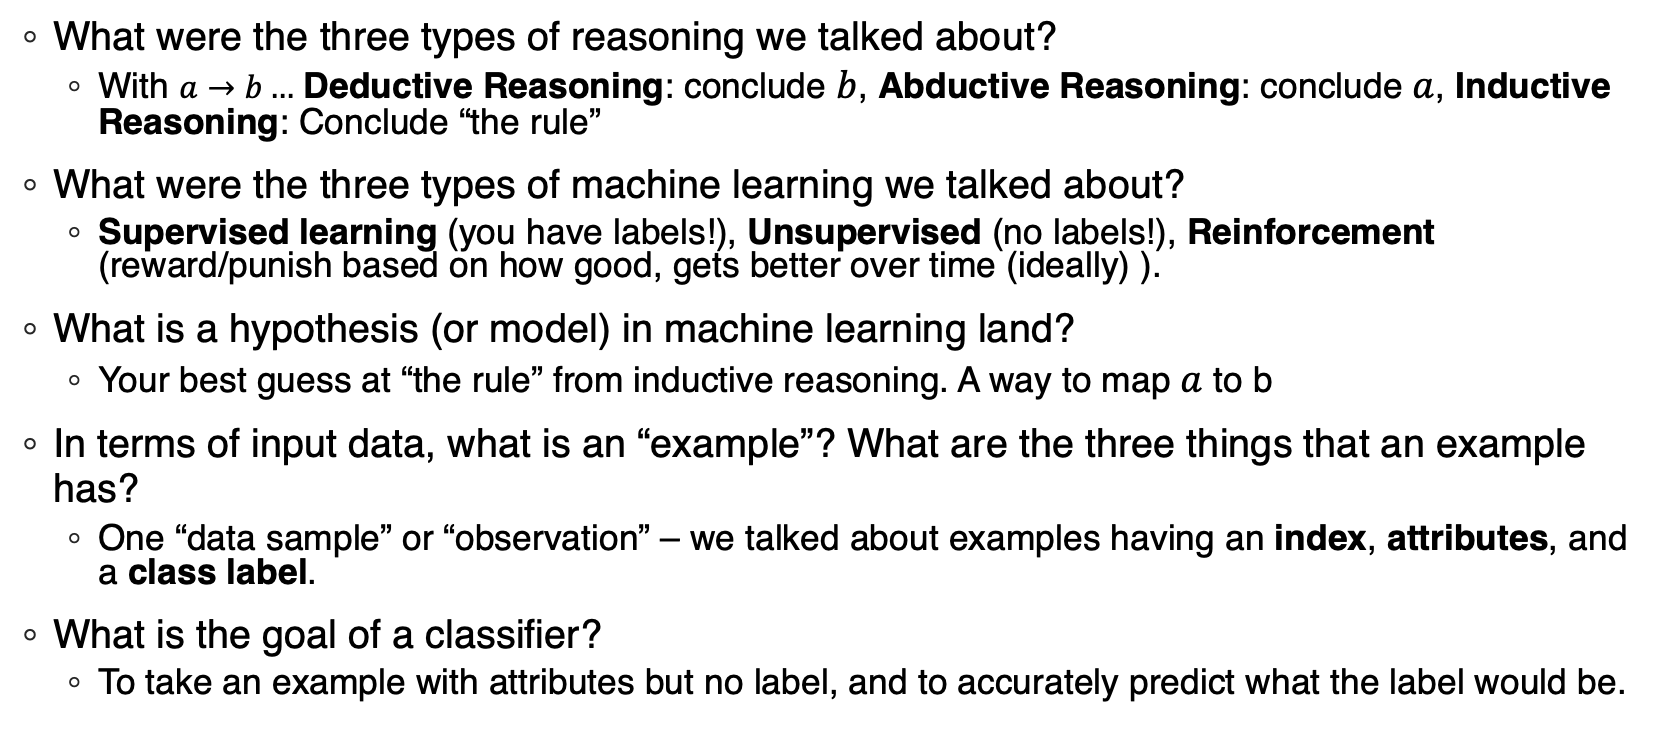 ◦ What were the three types of reasoning we talked about?
◦ With 𝑎 → 𝑏 ... Deductive Reasoning: conclude 𝑏, Abductive Reasoning: conclude 𝑎, Inductive
Reasoning: Conclude “the rule”
◦ What were the three types of machine learning we talked about?
◦ Supervised learning (you have labels!), Unsupervised (no labels!), Reinforcement
(reward/punish based on how good, gets better over time (ideally) ).
◦ What is a hypothesis (or model) in machine learning land?
◦ Your best guess at “the rule” from inductive reasoning. A way to map 𝑎 to b
◦ In terms of input data, what is an “example”? What are the three things that an example
has?
◦ One “data sample” or “observation” – we talked about examples having an index, attributes, and
a class label.
◦ What is the goal of a classifier?
◦ To take an example with attributes but no label, and to accurately predict what the label would be.